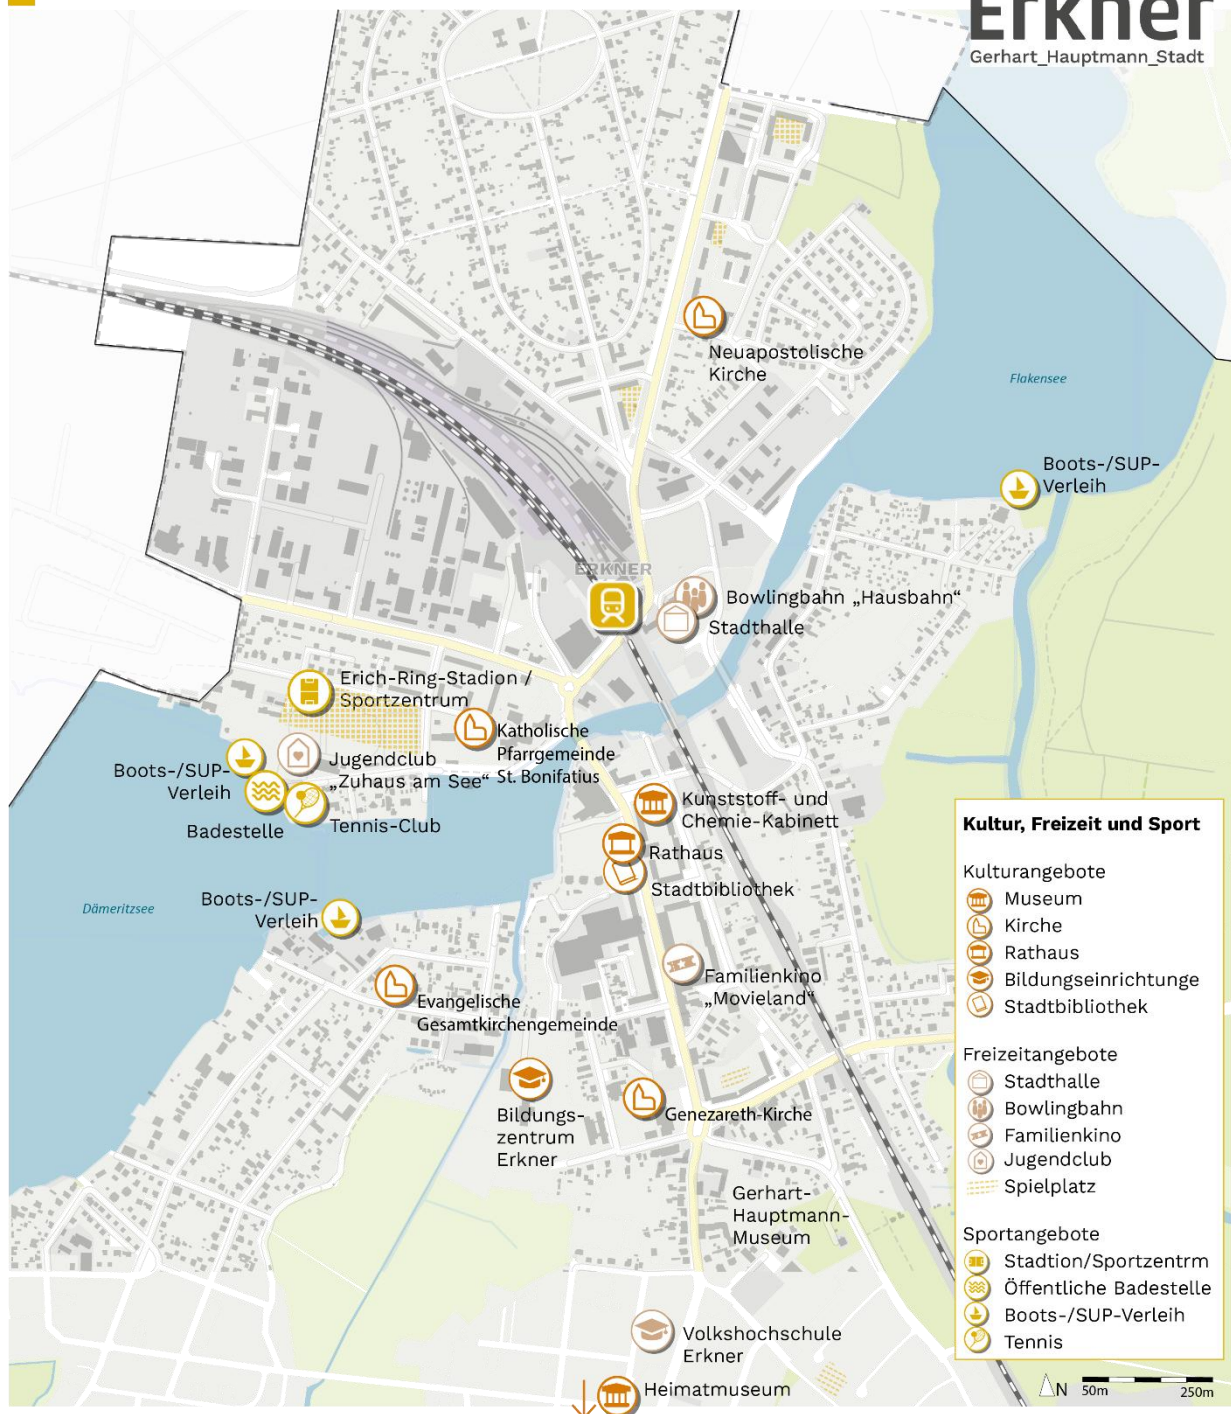 Erkner
Gerhart_Hauptmann_Stadt
Neuapostolische
Kirche
Flakensee
Boots-/SUP-
Verleih
ERKNER
Bowlingbahn „Hausbahn“
Stadthalle
Erich-Ring-Stadion /
Sportzentrum
Katholische
Pfarrgemeinde
St. Bonifatius
Jugendclub
„Zuhaus am See“
Boots-/SUP-
Verleih
Badestelle
Tennis-Club
Kunststoff- und
Chemie-Kabinett
Rathaus
Stadtbibliothek
Dämeritzsee
Boots-/SUP-
Verleih
Familienkino
„Movieland“
Evangelische
Gesamtkirchengemeinde
Bildungs-
zentrum
Erkner
Genezareth-Kirche
Gerhart-
Hauptmann-
Museum
Volkshochschule
Erkner
Heimatmuseum
Kultur, Freizeit und Sport
Kulturangebote
Museum
Kirche
Rathaus
Bildungseinrichtunge
Stadtbibliothek
Freizeitangebote
Stadthalle
Bowlingbahn
Familienkino
Jugendclub
Spielplatz
Sportangebote
Stadtion/Sportzentrm
Öffentliche Badestelle
Boots-/SUP-Verleih
Tennis
N 50m 250m